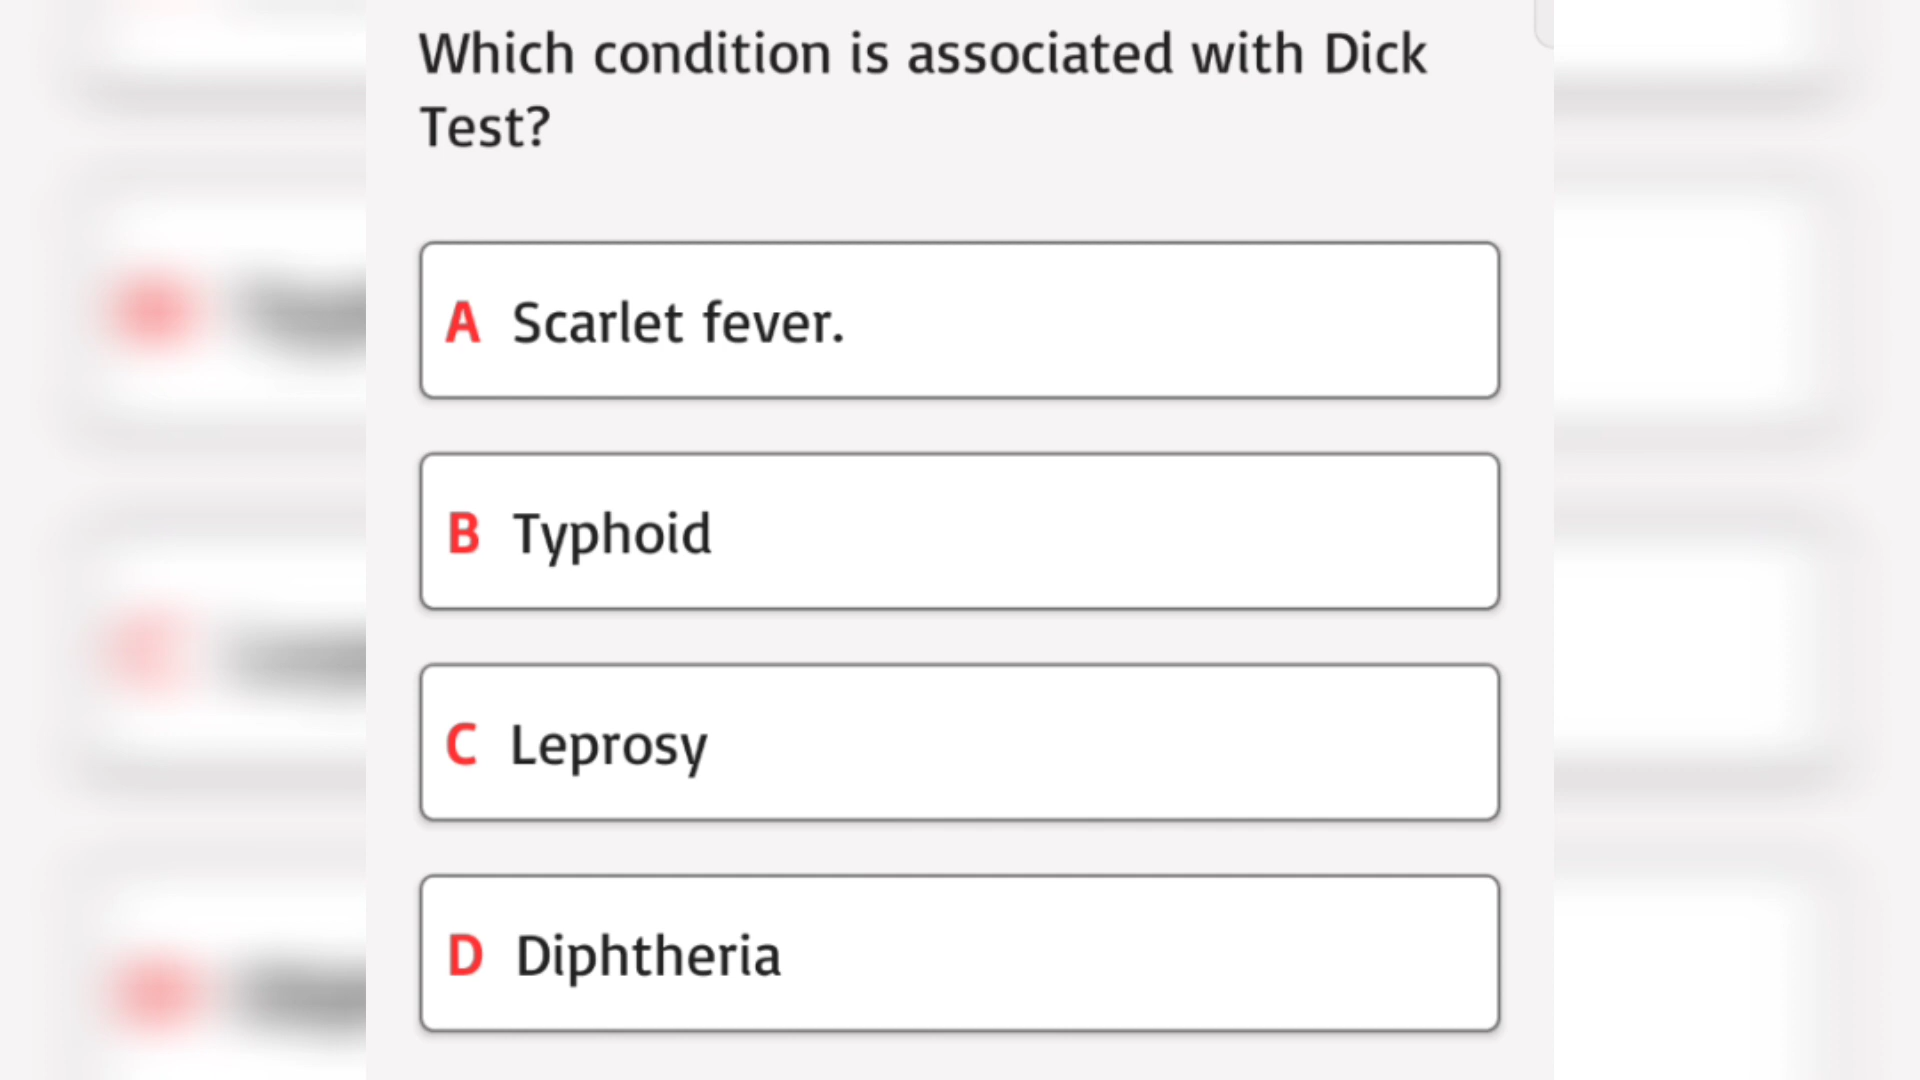 Which condition is associated with Dick
Test?
A Scarlet fever.
B Typhoid
C Leprosy
D Diphtheria